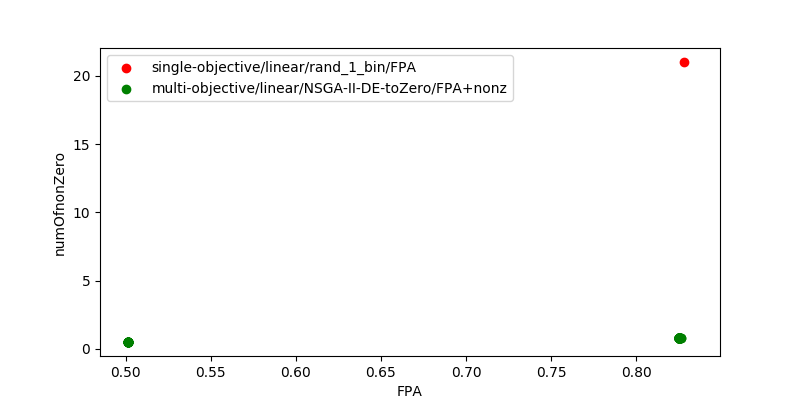 single-objective/linear/rand_1_bin/FPA
multi-objective/linear/NSGA-II-DE-toZero/FPA+nonz
20
15
10
5
0
numOfnonZero
0.50 0.55 0.60 0.65 0.70 0.75 0.80
FPA